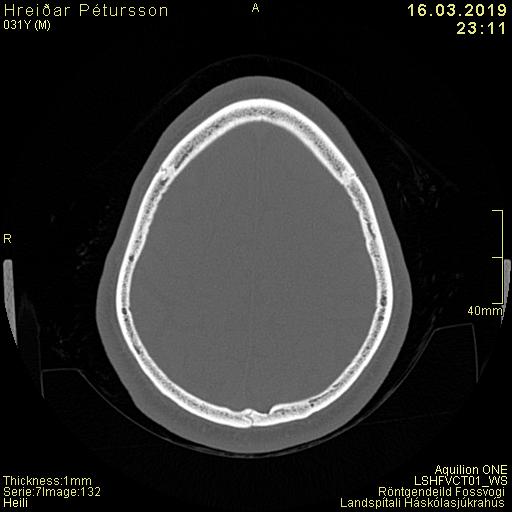 Hreiðar Pétursson
031Y (M)
A
16.03.2019
23:11
R
40mm
Thickness:1mm
Serie:7Image:132
Heili
Aquilion ONE
LSHFVCT01_WS
Röntgendeild Fossvogi
Landspítali Háskólasjúkrahús